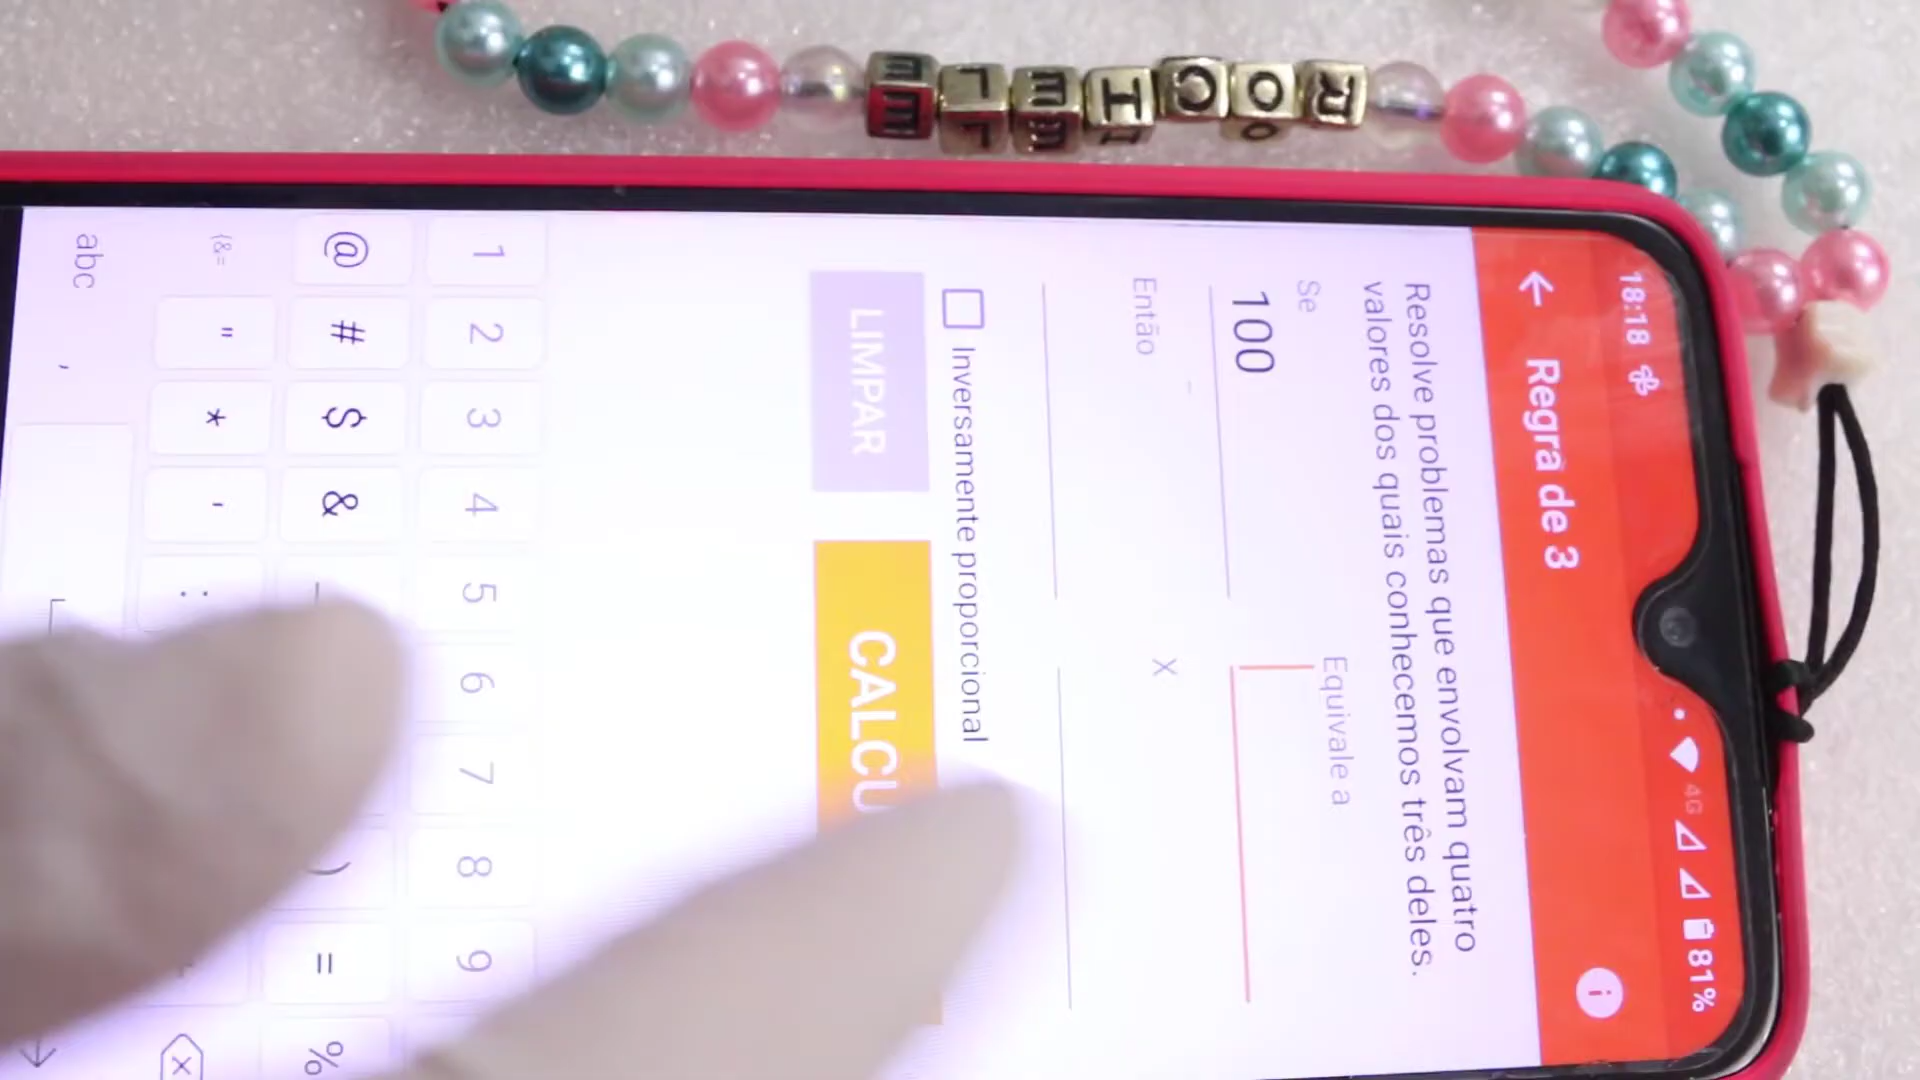 ROCHELLE
18:18 4G 81%
← Regra de 3 i
Resolve problemas que envolvam quatro
valores dos quais conhecemos três deles.
Se Equivale a
100
Então X
Inversamente proporcional
LIMPAR CALCU
1 2 3 4 5 6 7 8 9
@ # $ & ) = %
{&= " * ' :
abc ,